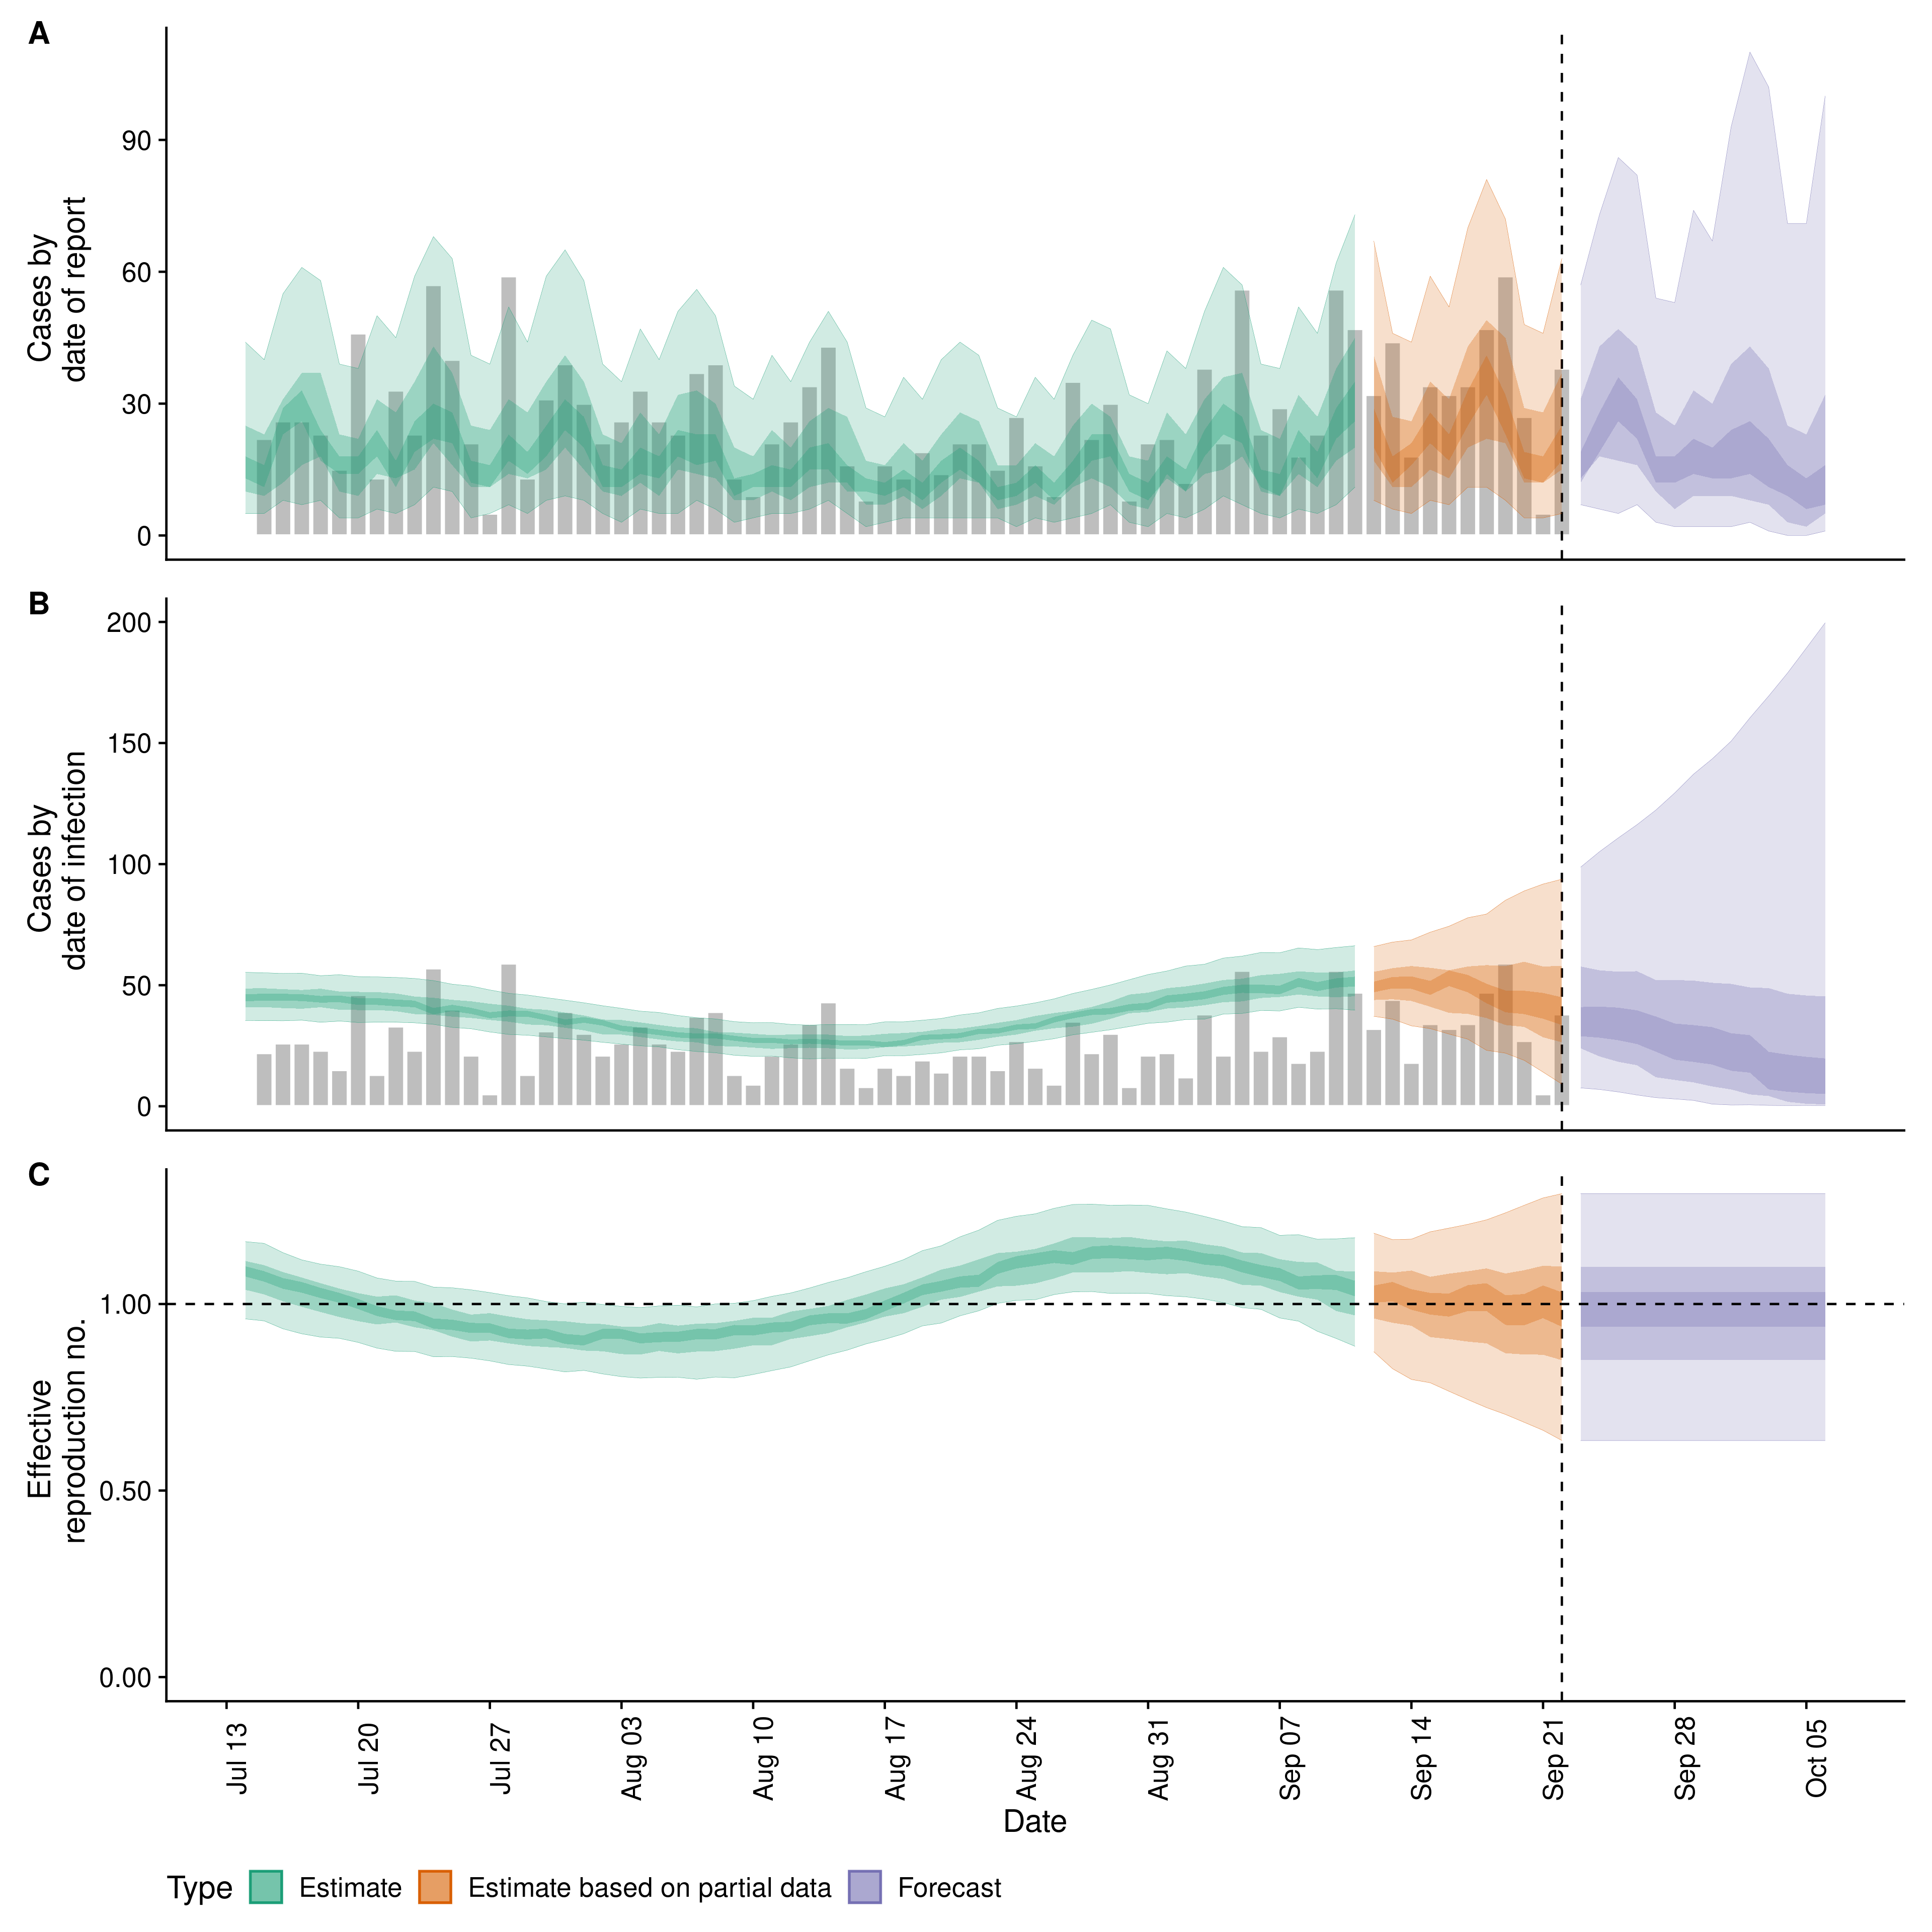 A
Cases by
date of report
90
60
30
0
B
Cases by
date of infection
200
150
100
50
0
C
Effective
reproduction no.
1.00
0.50
0.00
Jul 13
Jul 20
Jul 27
Aug 03
Aug 10
Aug 17
Aug 24
Aug 31
Sep 07
Sep 14
Sep 21
Sep 28
Oct 05
Date
Type Estimate Estimate based on partial data Forecast